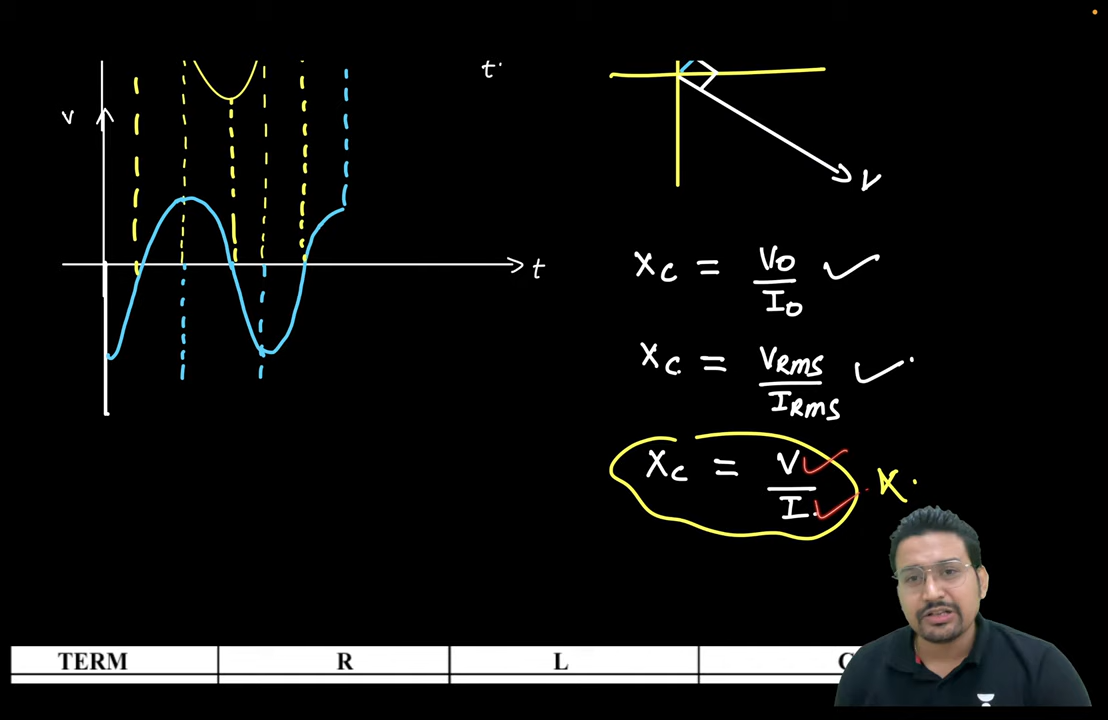 t
V
t
V
Xc = V0 / I0
Xc = VRMS / IRMS
Xc = V / I
X
TERM R L C